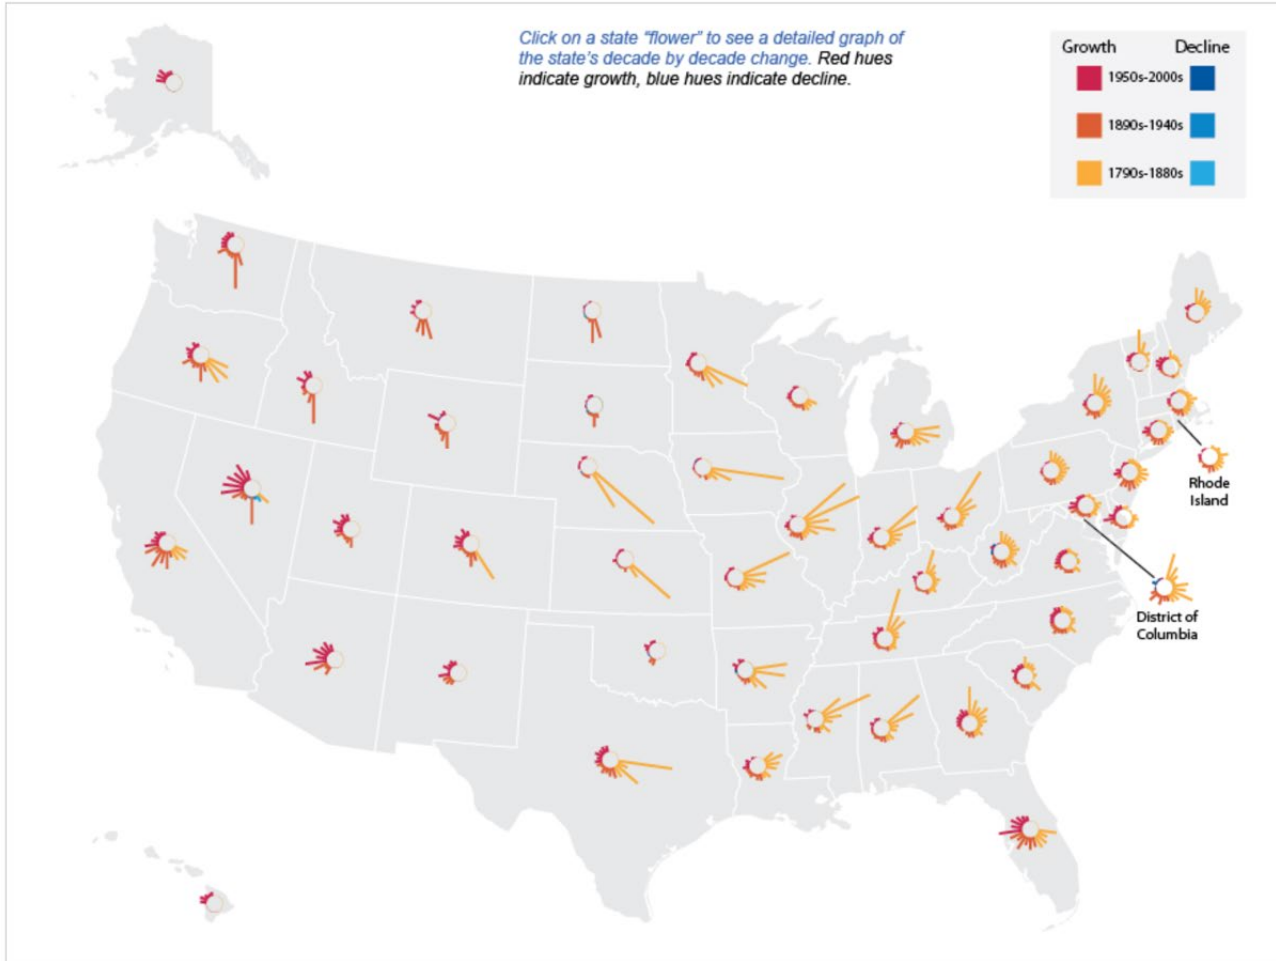 Click on a state “flower” to see a detailed graph of
the state’s decade by decade change. Red hues
indicate growth, blue hues indicate decline.
Growth Decline
1950s-2000s
1890s-1940s
1790s-1880s
Rhode
Island
District of
Columbia